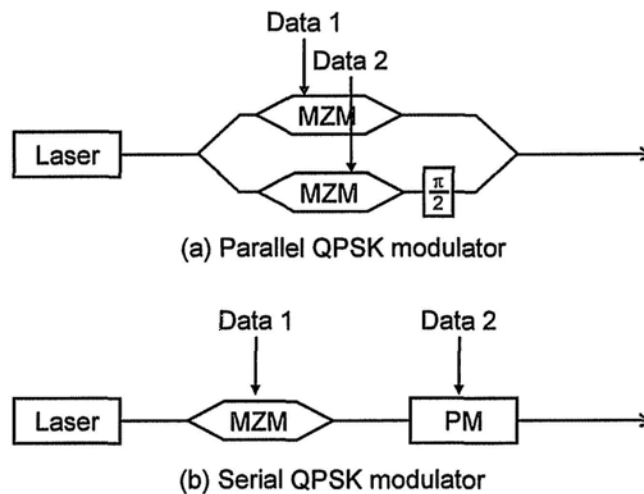 Data 1
Data 2
MZM
Laser
MZM
π/2
(a) Parallel QPSK modulator
Data 1
Data 2
Laser
MZM
PM
(b) Serial QPSK modulator